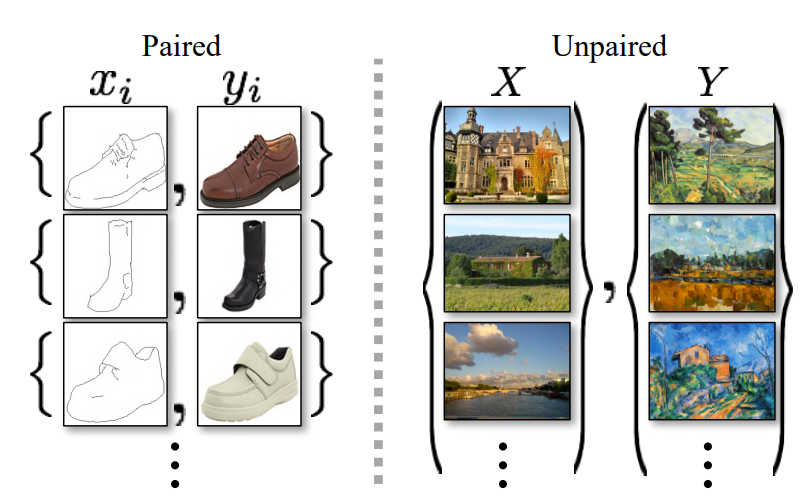 Paired
Unpaired
x_i
y_i
X
Y
{ , }
{ , }
{ , }
{ } , { }